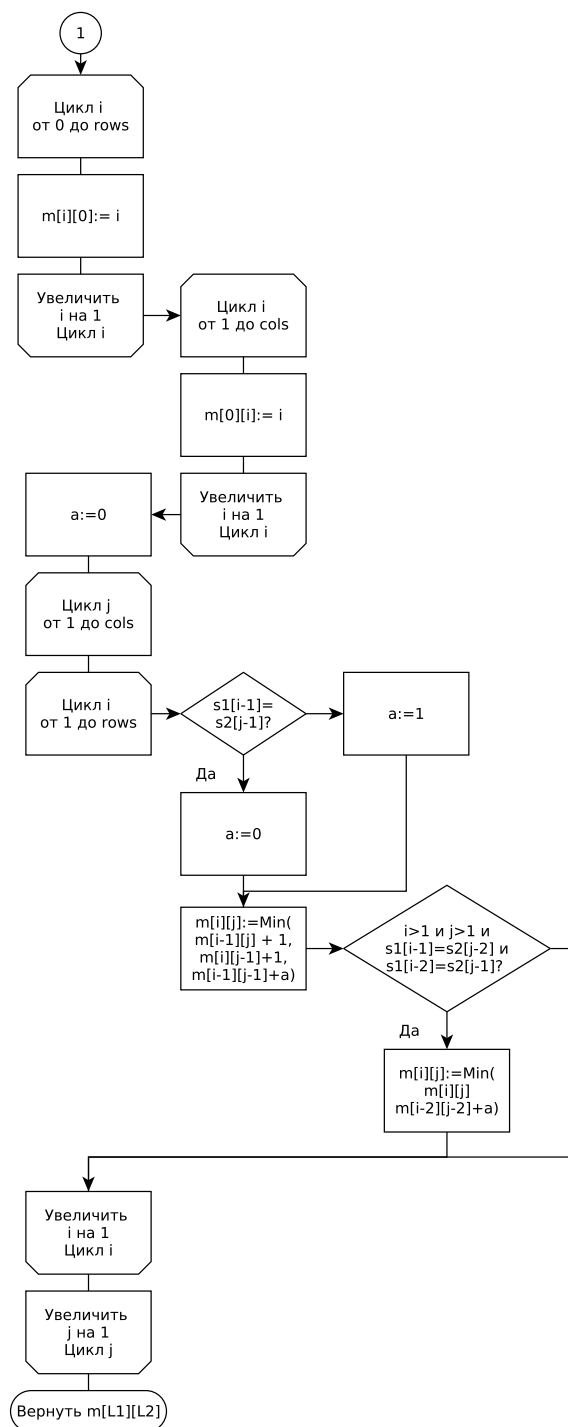 1
Цикл i
от 0 до rows
m[i][0]:= i
Увеличить
i на 1
Цикл i
Цикл i
от 1 до cols
m[0][i]:= i
Увеличить
i на 1
Цикл i
a:=0
Цикл j
от 1 до cols
Цикл i
от 1 до rows
s1[i-1]=
s2[j-1]?
a:=1
Да
a:=0
m[i][j]:=Min(
m[i-1][j] + 1,
m[i][j-1]+1,
m[i-1][j-1]+a)
i>1 и j>1 и
s1[i-1]=s2[j-2] и
s1[i-2]=s2[j-1]?
Да
m[i][j]:=Min(
m[i][j]
m[i-2][j-2]+a)
Увеличить
i на 1
Цикл i
Увеличить
j на 1
Цикл j
Вернуть m[L1][L2]